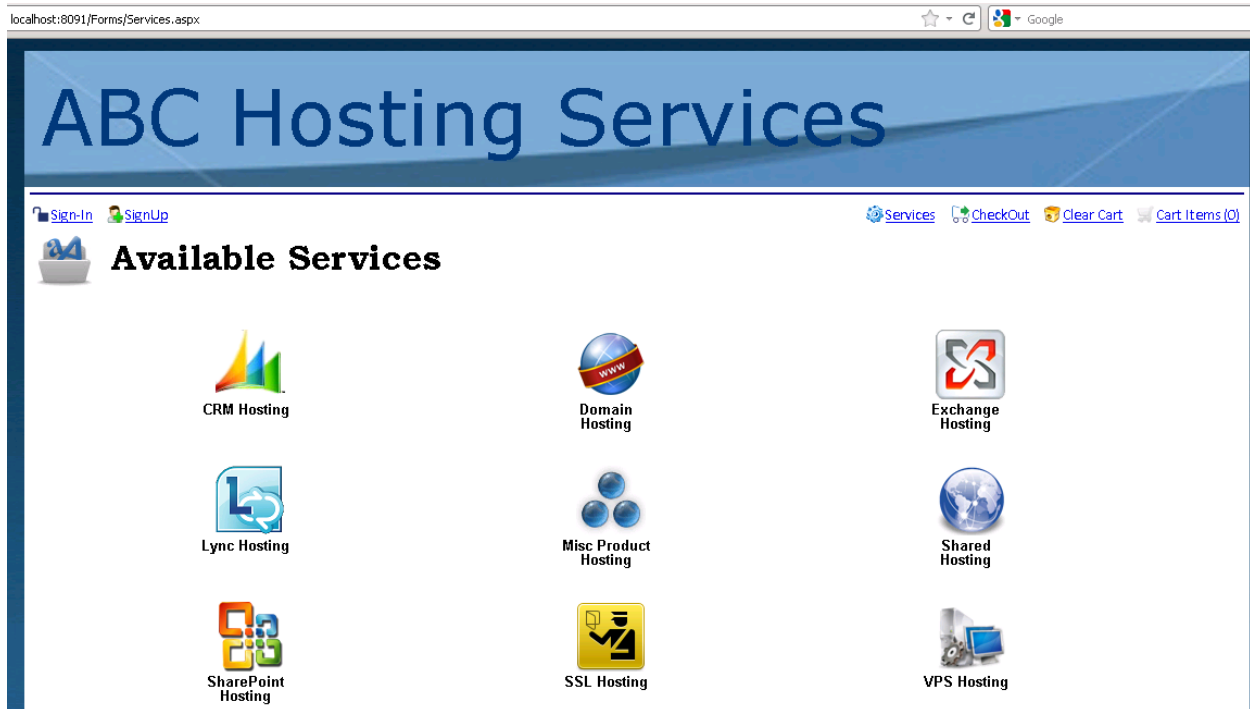 localhost:8091/Forms/Services.aspx
Google
ABC Hosting Services
Sign-In SignUp Services CheckOut Clear Cart Cart Items (0)
Available Services
www
CRM Hosting
Domain
Hosting
Exchange
Hosting
L
Lync Hosting
Misc Product
Hosting
Shared
Hosting
SharePoint
Hosting
SSL Hosting
VPS Hosting